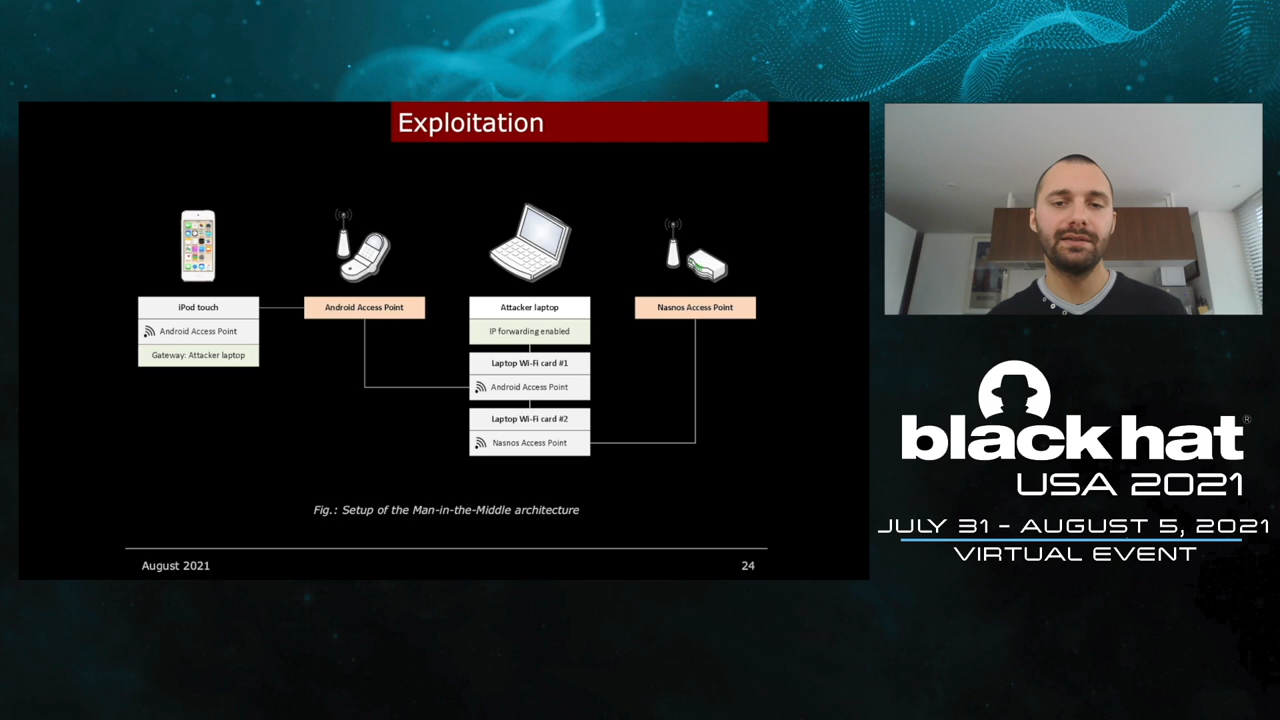 Exploitation
iPod touch
Android Access Point
Gateway: Attacker laptop
Android Access Point
Attacker laptop
IP forwarding enabled
Laptop Wi-Fi card #1
Android Access Point
Laptop Wi-Fi card #2
Nasnos Access Point
Nasnos Access Point
Fig.: Setup of the Man-in-the-Middle architecture
August 2021
24
black hat®
USA 2021
JULY 31 - AUGUST 5, 2021
VIRTUAL EVENT